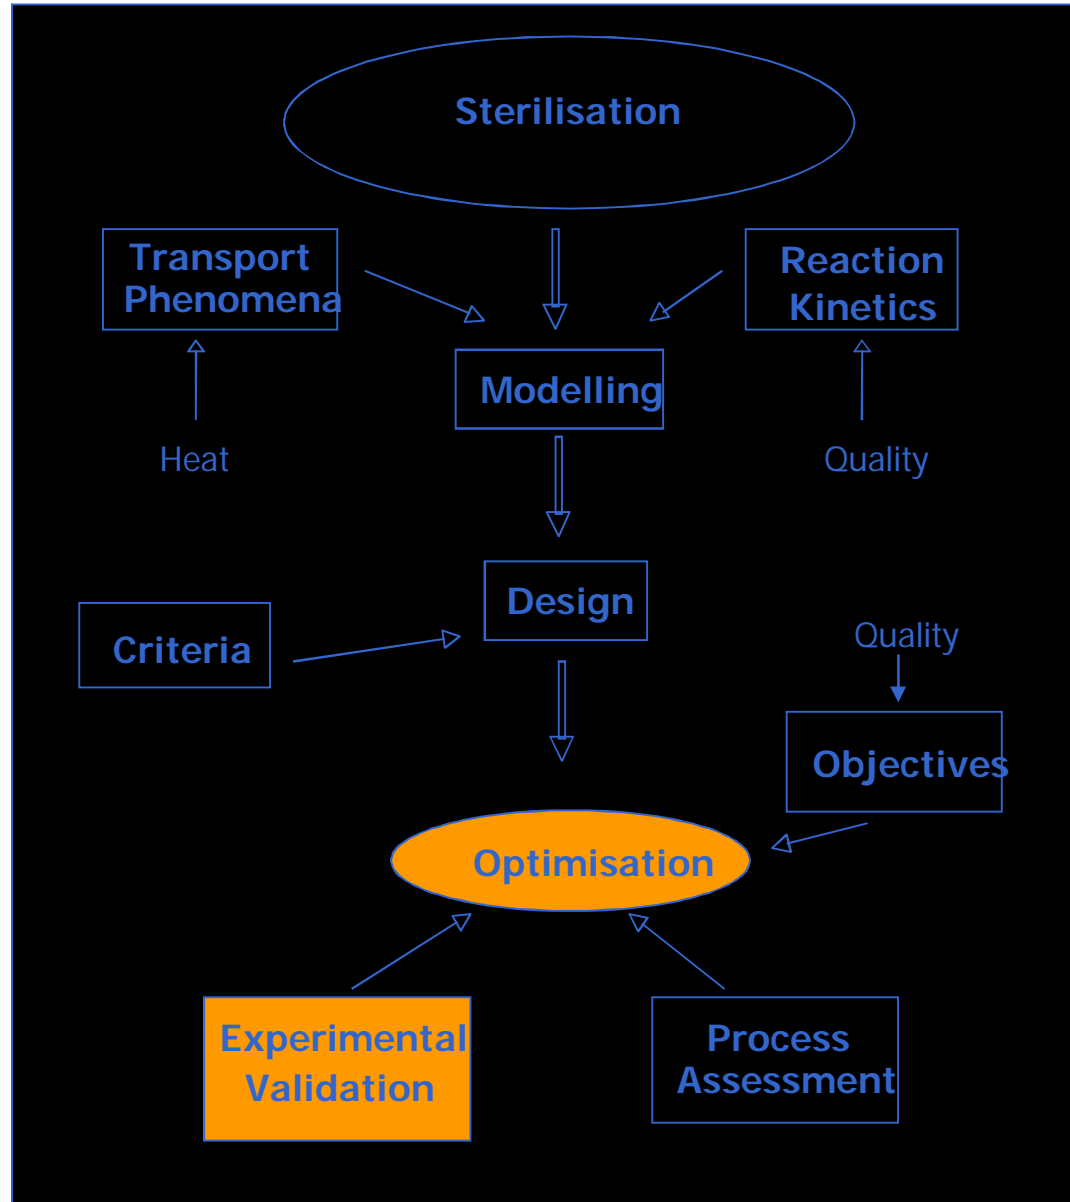 Sterilisation
Transport
Phenomena
Reaction
Kinetics
Modelling
Heat
Quality
Design
Criteria
Quality
Objectives
Optimisation
Experimental
Validation
Process
Assessment